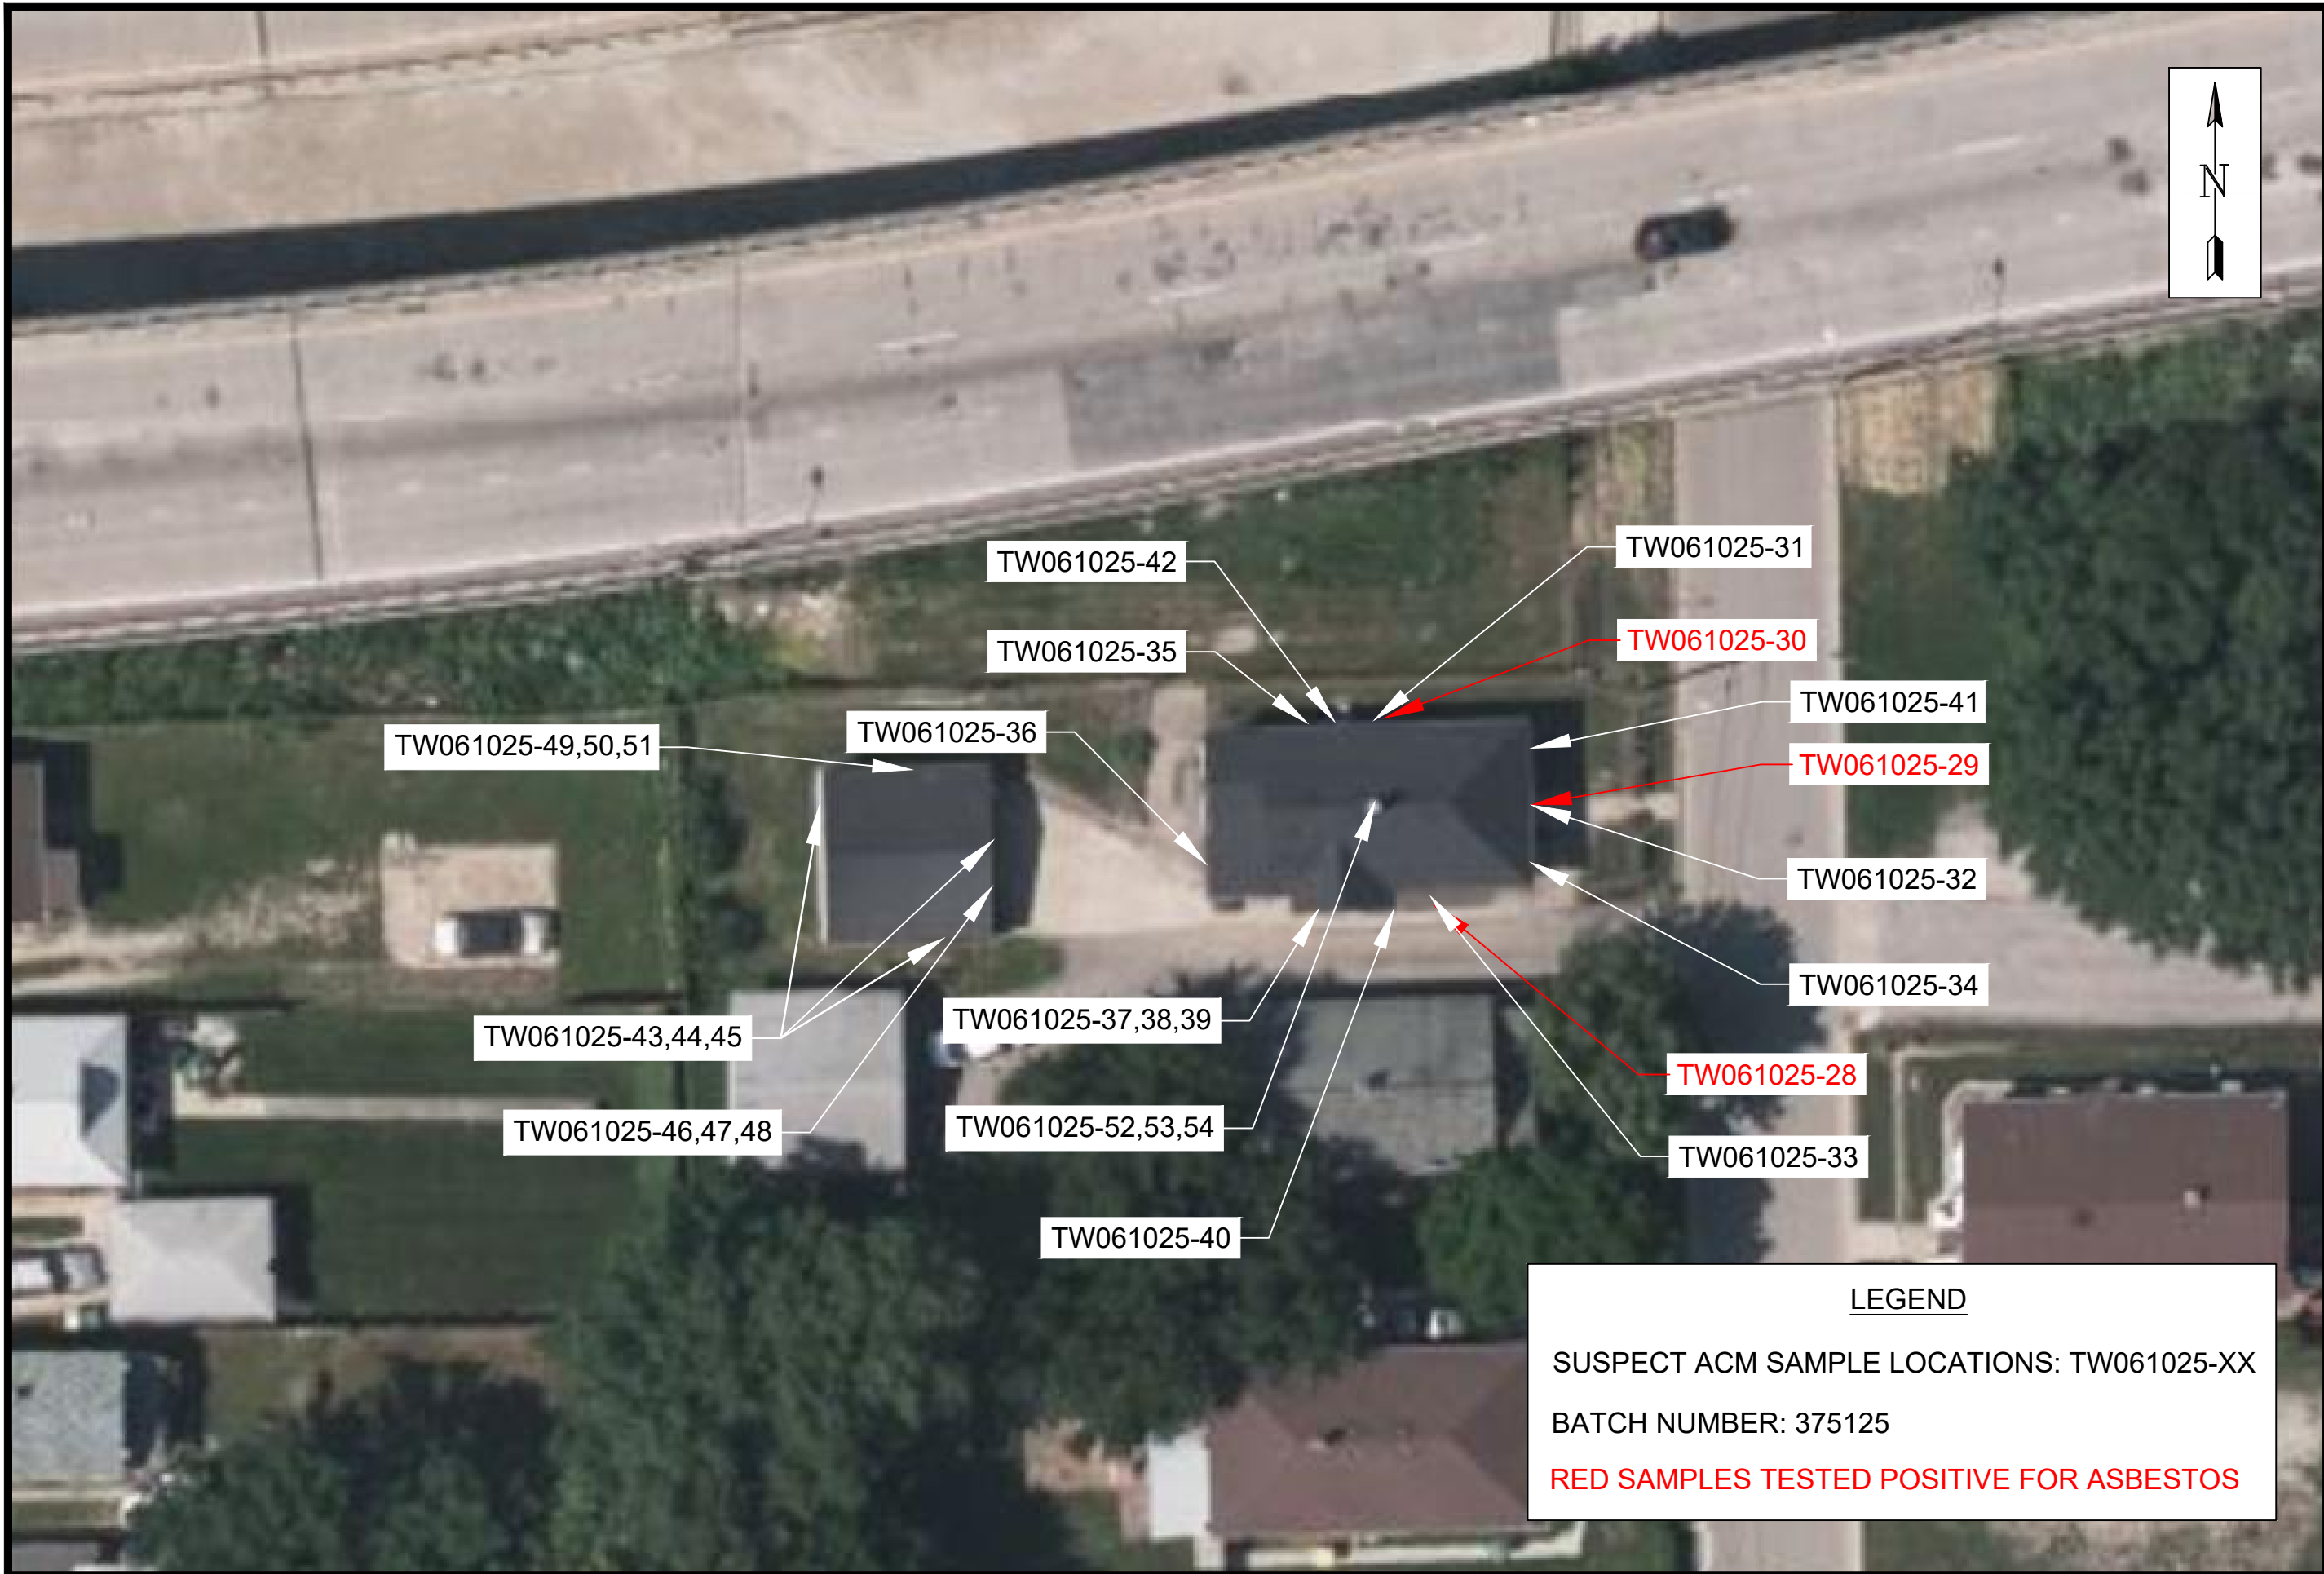 N
TW061025-42
TW061025-31
TW061025-30
TW061025-35
TW061025-41
TW061025-36
TW061025-49,50,51
TW061025-29
TW061025-32
TW061025-34
TW061025-37,38,39
TW061025-43,44,45
TW061025-28
TW061025-52,53,54
TW061025-46,47,48
TW061025-33
TW061025-40
LEGEND
SUSPECT ACM SAMPLE LOCATIONS: TW061025-XX
BATCH NUMBER: 375125
RED SAMPLES TESTED POSITIVE FOR ASBESTOS